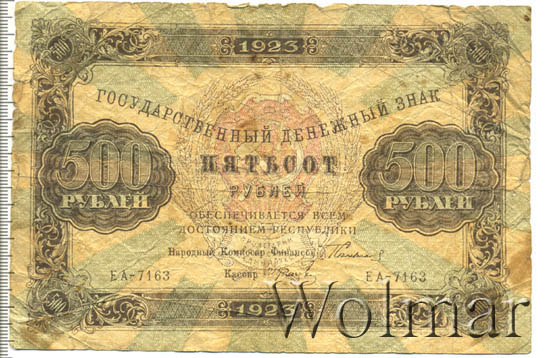 1923
ГОСУДАРСТВЕННЫЙ ДЕНЕЖНЫЙ ЗНАК
500 ПЯТЬСОТ 500
РУБЛЕЙ РУБЛЕЙ РУБЛЕЙ
ОБЕСПЕЧИВАЕТСЯ ВСЕМ
ДОСТОЯНИЕМ РЕСПУБЛИКИ
Народный Комиссар Финансов
Кассир
ЕА-7163 ЕА-7163
1923
Wolmar